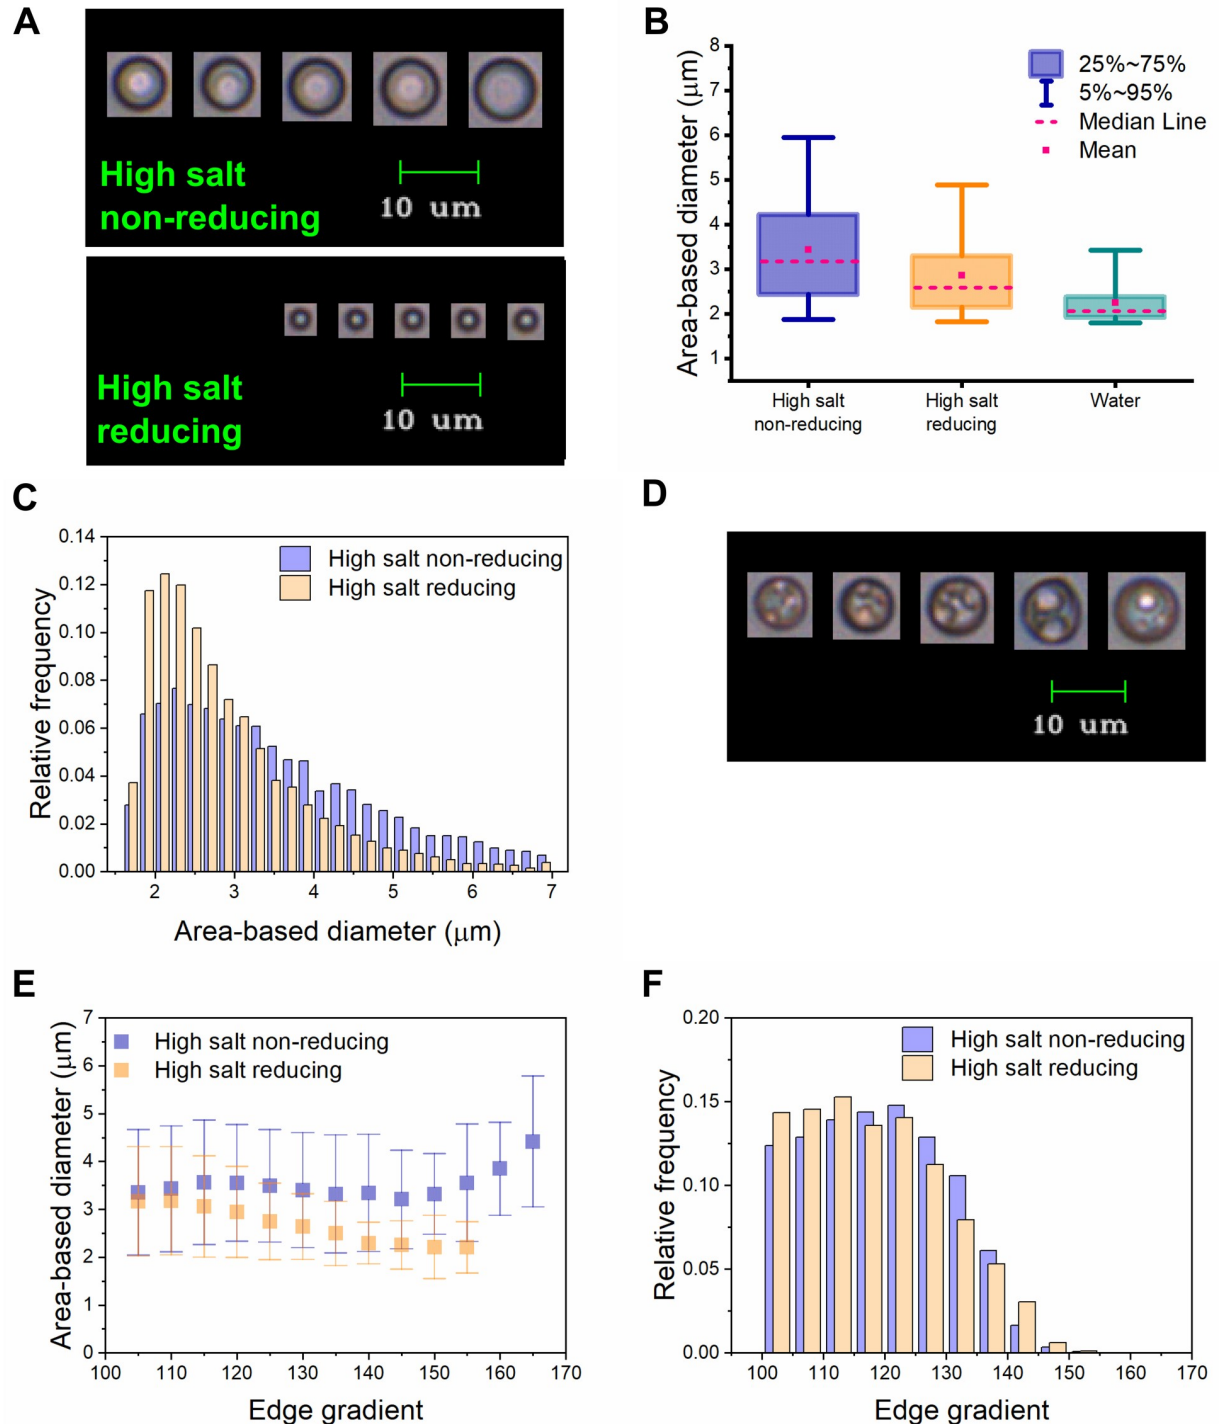 A
High salt
non-reducing
10 um
High salt
reducing
10 um
B
Area-based diameter (μm)
8
7
6
5
4
3
2
1
25%~75%
5%~95%
Median Line
Mean
High salt
non-reducing
High salt
reducing
Water
C
Relative frequency
0.14
0.12
0.10
0.08
0.06
0.04
0.02
0.00
High salt non-reducing
High salt reducing
2 3 4 5 6 7
Area-based diameter (μm)
D
10 um
E
Area-based diameter (μm)
7
6
5
4
3
2
1
0
High salt non-reducing
High salt reducing
100 110 120 130 140 150 160 170
Edge gradient
F
Relative frequency
0.20
0.15
0.10
0.05
0.00
High salt non-reducing
High salt reducing
100 110 120 130 140 150 160 170
Edge gradient